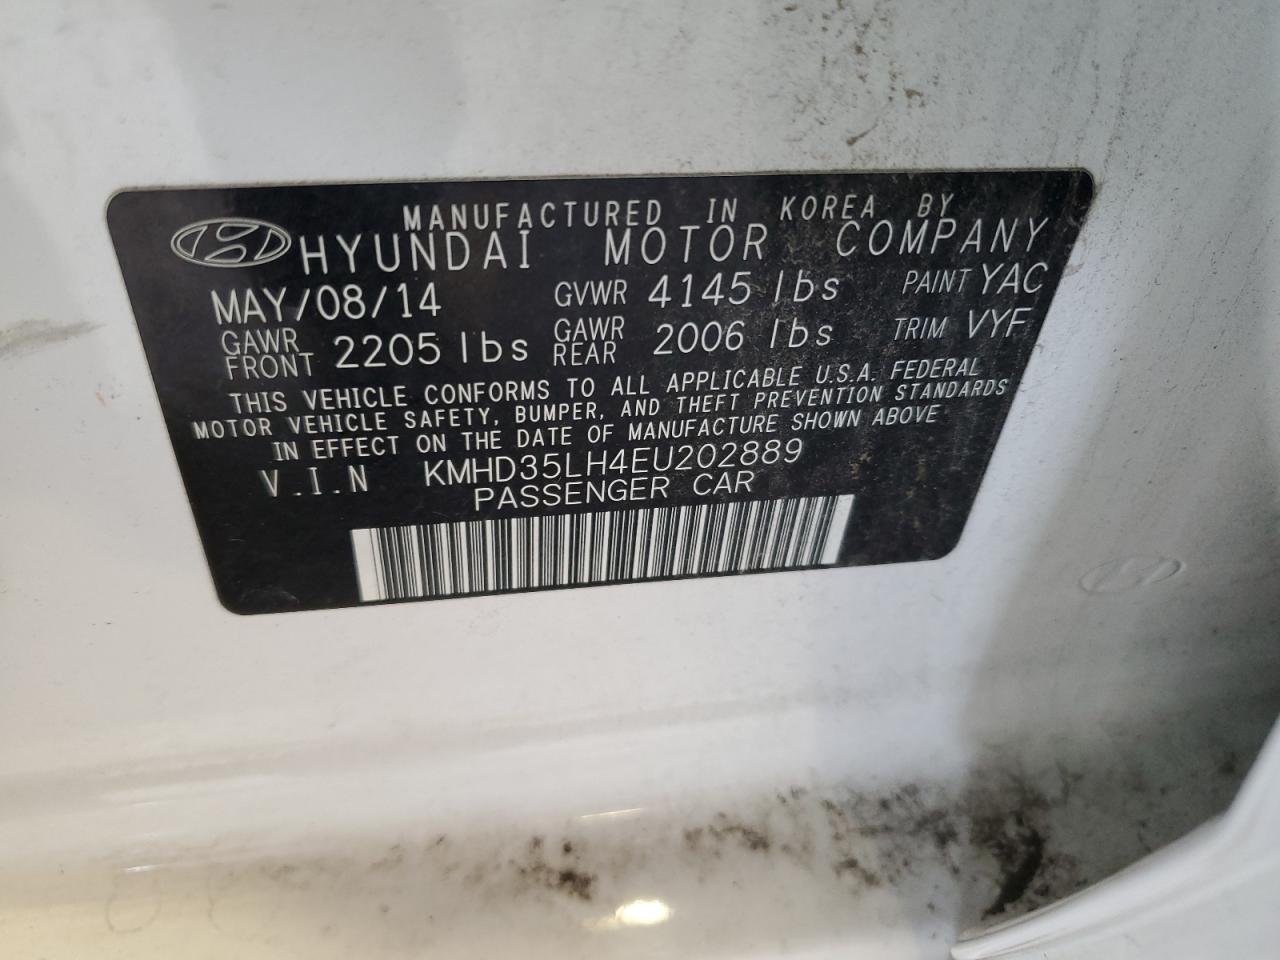 MANUFACTURED IN KOREA BY
HYUNDAI MOTOR COMPANY
MAY/08/14 GVWR 4145 lbs PAINT YAC
GAWR FRONT 2205 lbs GAWR REAR 2006 lbs TRIM VYF
THIS VEHICLE CONFORMS TO ALL APPLICABLE U.S.A. FEDERAL
MOTOR VEHICLE SAFETY, BUMPER, AND THEFT PREVENTION STANDARDS
IN EFFECT ON THE DATE OF MANUFACTURE SHOWN ABOVE
V.I.N KMHD35LH4EU202889
PASSENGER CAR